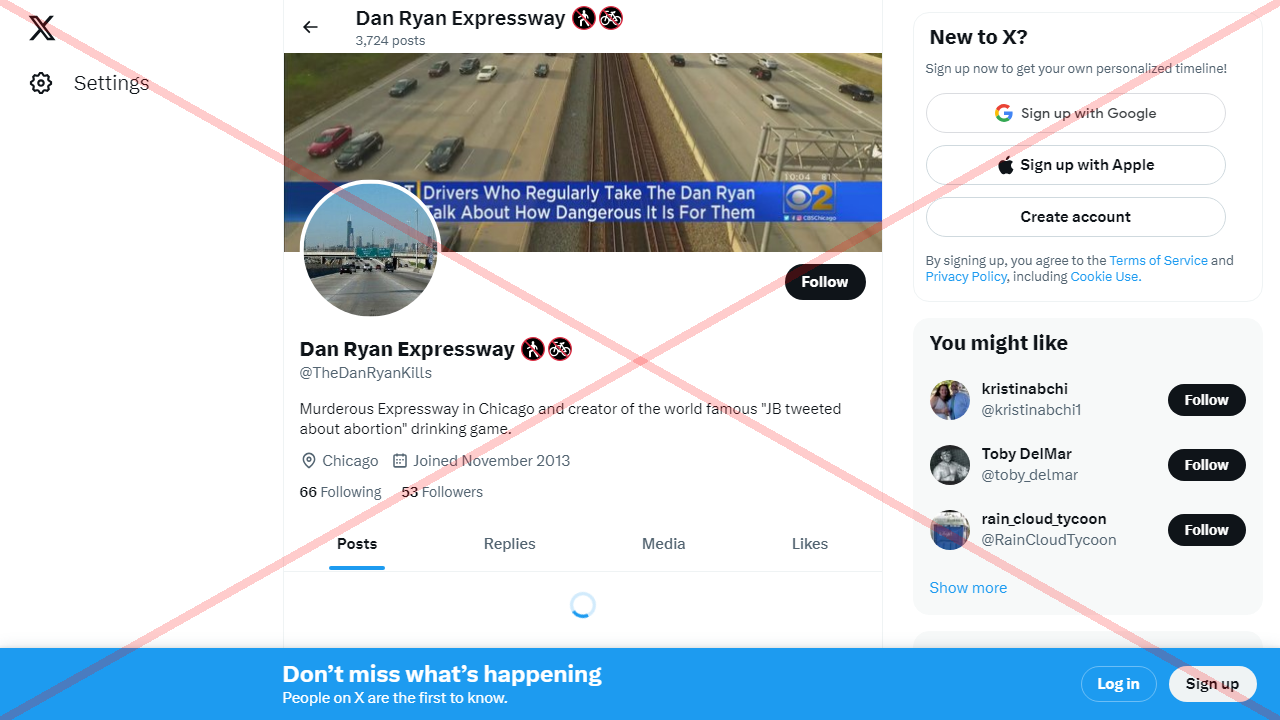 Dan Ryan Expressway
3,724 posts
Settings
Drivers Who Regularly Take The Dan Ryan
Talk About How Dangerous It Is For Them
10:04 81°
2
CBSChicago
Follow
Dan Ryan Expressway
@TheDanRyanKills
Murderous Expressway in Chicago and creator of the world famous "JB tweeted
about abortion" drinking game.
Chicago Joined November 2013
66 Following 53 Followers
Posts Replies Media Likes
New to X?
Sign up now to get your own personalized timeline!
Sign up with Google
Sign up with Apple
Create account
By signing up, you agree to the Terms of Service and
Privacy Policy, including Cookie Use.
You might like
kristinabchi
@kristinabchi1
Follow
Toby DelMar
@toby_delmar
Follow
rain_cloud_tycoon
@RainCloudTycoon
Follow
Show more
Don’t miss what’s happening
People on X are the first to know.
Log in
Sign up